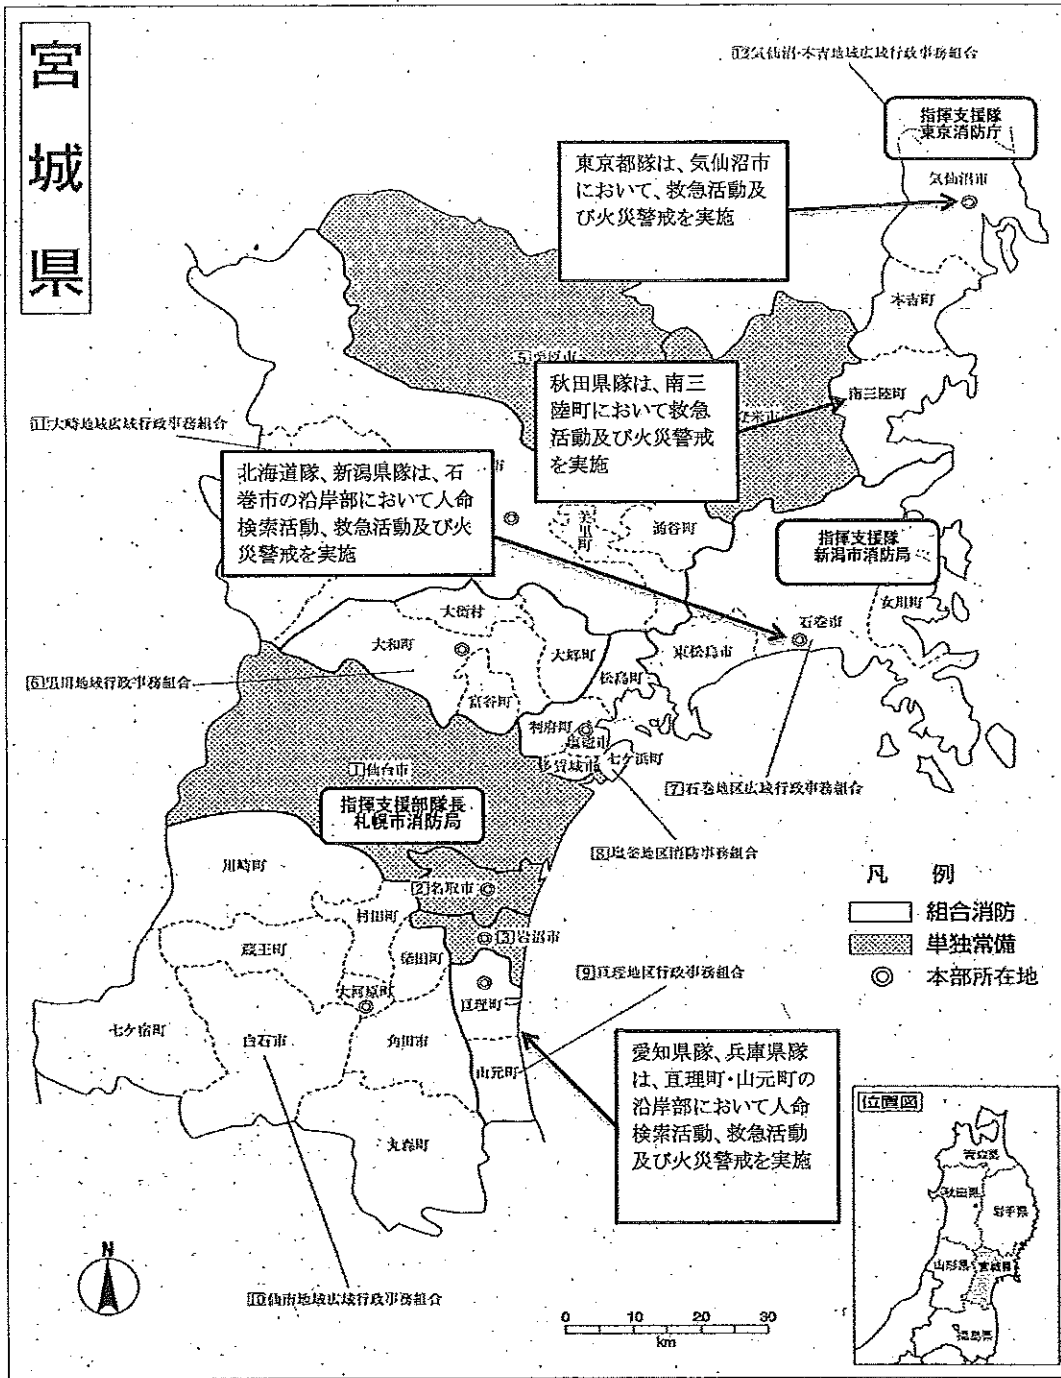 宮城県
12気仙沼・本吉地域広域行政事務組合
指揮支援隊
東京消防庁
気仙沼市
東京都隊は、気仙沼市
において、救急活動及
び火災警戒を実施
本吉町
南三陸町
秋田県隊は、南三
陸町において救急
活動及び火災警戒
を実施
11大崎地域広域行政事務組合
北海道隊、新潟県隊は、石
巻市の沿岸部において人命
検索活動、救急活動及び火
災警戒を実施
市
美里町
涌谷町
指揮支援隊
新潟市消防局
女川町
石巻市
東松島市
大衡村
大和町
大郷町
松島町
富谷町
6黒川地域行政事務組合
利府町
塩竈市
多賀城市
七ケ浜町
1仙台市
7石巻地区広域行政事務組合
指揮支援部隊長
札幌市消防局
8塩釜地区消防事務組合
川崎町
2名取市
村田町
3岩沼市
蔵王町
柴田町
9亘理地区行政事務組合
大河原町
亘理町
七ケ宿町
白石市
角田市
山元町
丸森町
10仙南地域広域行政事務組合
愛知県隊、兵庫県隊
は、亘理町・山元町の
沿岸部において人命
検索活動、救急活動
及び火災警戒を実施
凡 例
組合消防
単独常備
本部所在地
位置図
青森県
秋田県
岩手県
山形県
宮城県
福島県
N
0 10 20 30
km